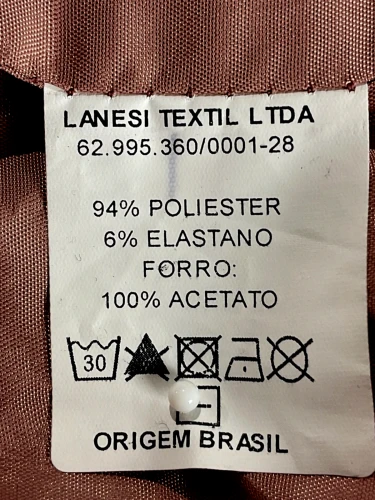 LANESI TEXTIL LTDA
62.995.360/0001-28
94% POLIESTER
6% ELASTANO
FORRO:
100% ACETATO
30
ORIGEM BRASIL